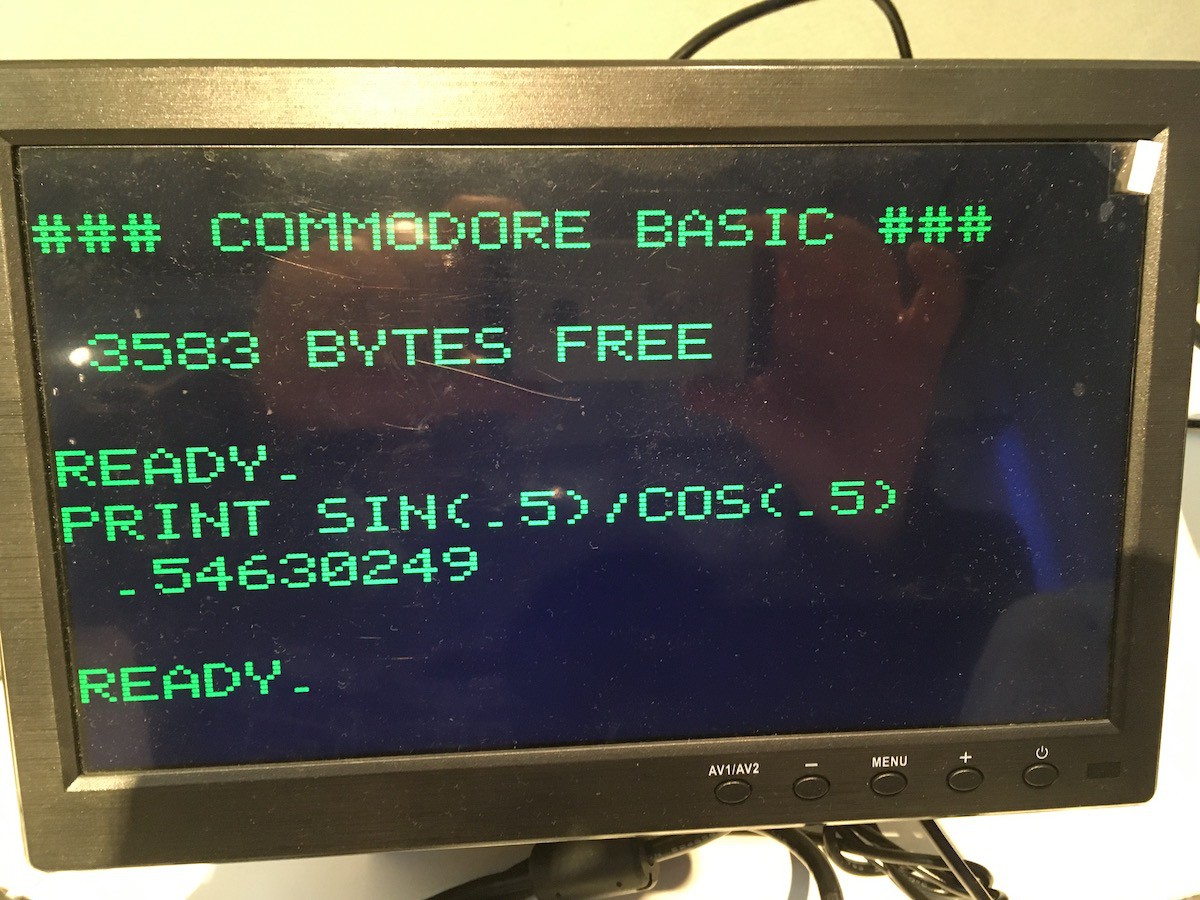 ### COMMODORE BASIC ###
3583 BYTES FREE
READY.
PRINT SIN(.5)/COS(.5)
.54630249
READY.
AV1/AV2 − MENU +